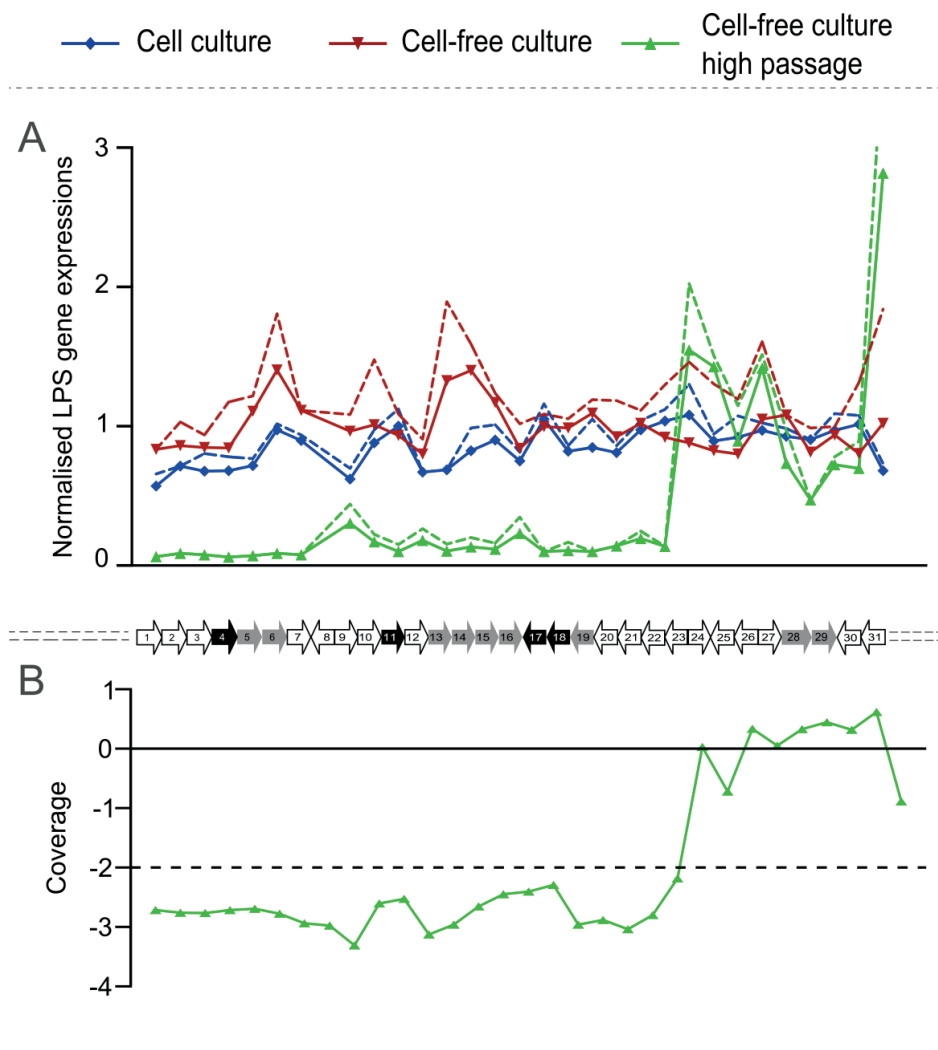 Cell culture
Cell-free culture
Cell-free culture
high passage
A
Normalised LPS gene expressions
3
2
1
0
1 2 3 4 5 6 7 8 9 10 11 12 13 14 15 16 17 18 19 20 21 22 23 24 25 26 27 28 29 30 31
B
Coverage
1
0
-1
-2
-3
-4